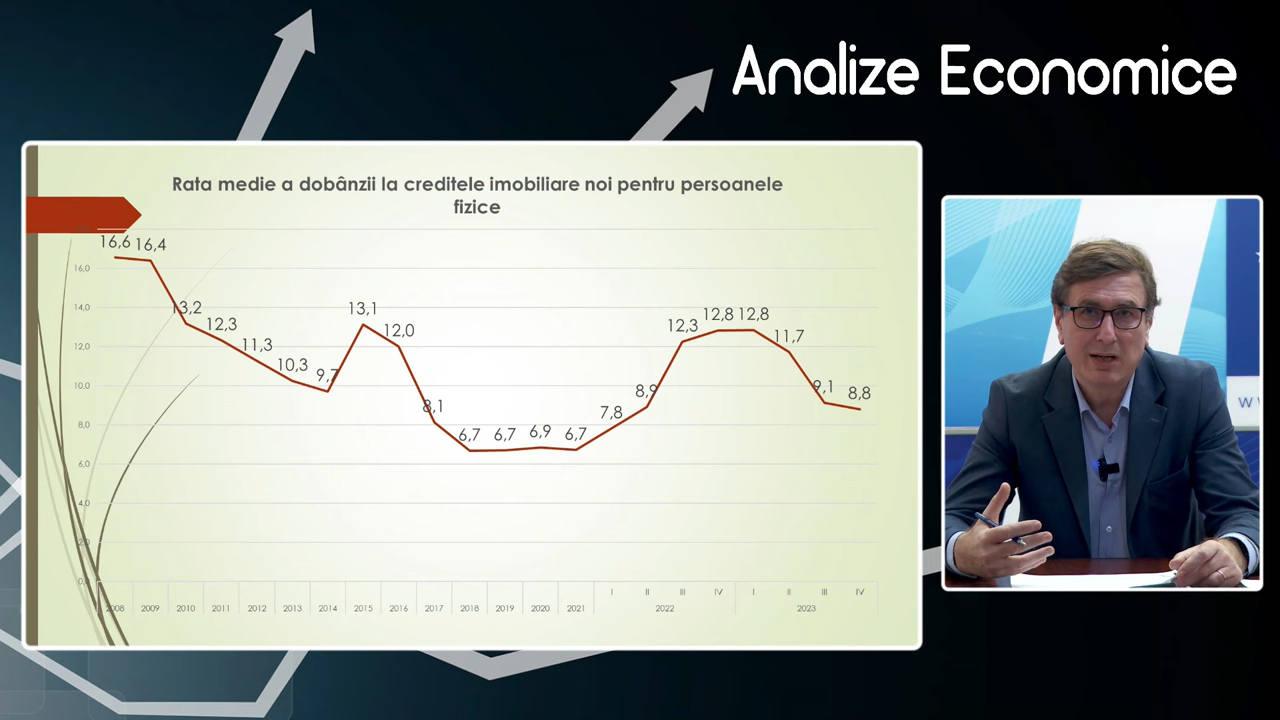 Analize Economice
Rata medie a dobânzii la creditele imobiliare noi pentru persoanele
fizice
16,6 16,4 13,2 12,3 11,3 10,3 9,7 13,1 12,0 8,1 6,7 6,7 6,9 6,7 7,8 8,9 12,3 12,8 12,8 11,7 9,1 8,8
16,0
14,0
12,0
10,0
8,0
6,0
4,0
2,0
0,0
I II III IV I II III IV
2008 2009 2010 2011 2012 2013 2014 2015 2016 2017 2018 2019 2020 2021 2022 2023
W